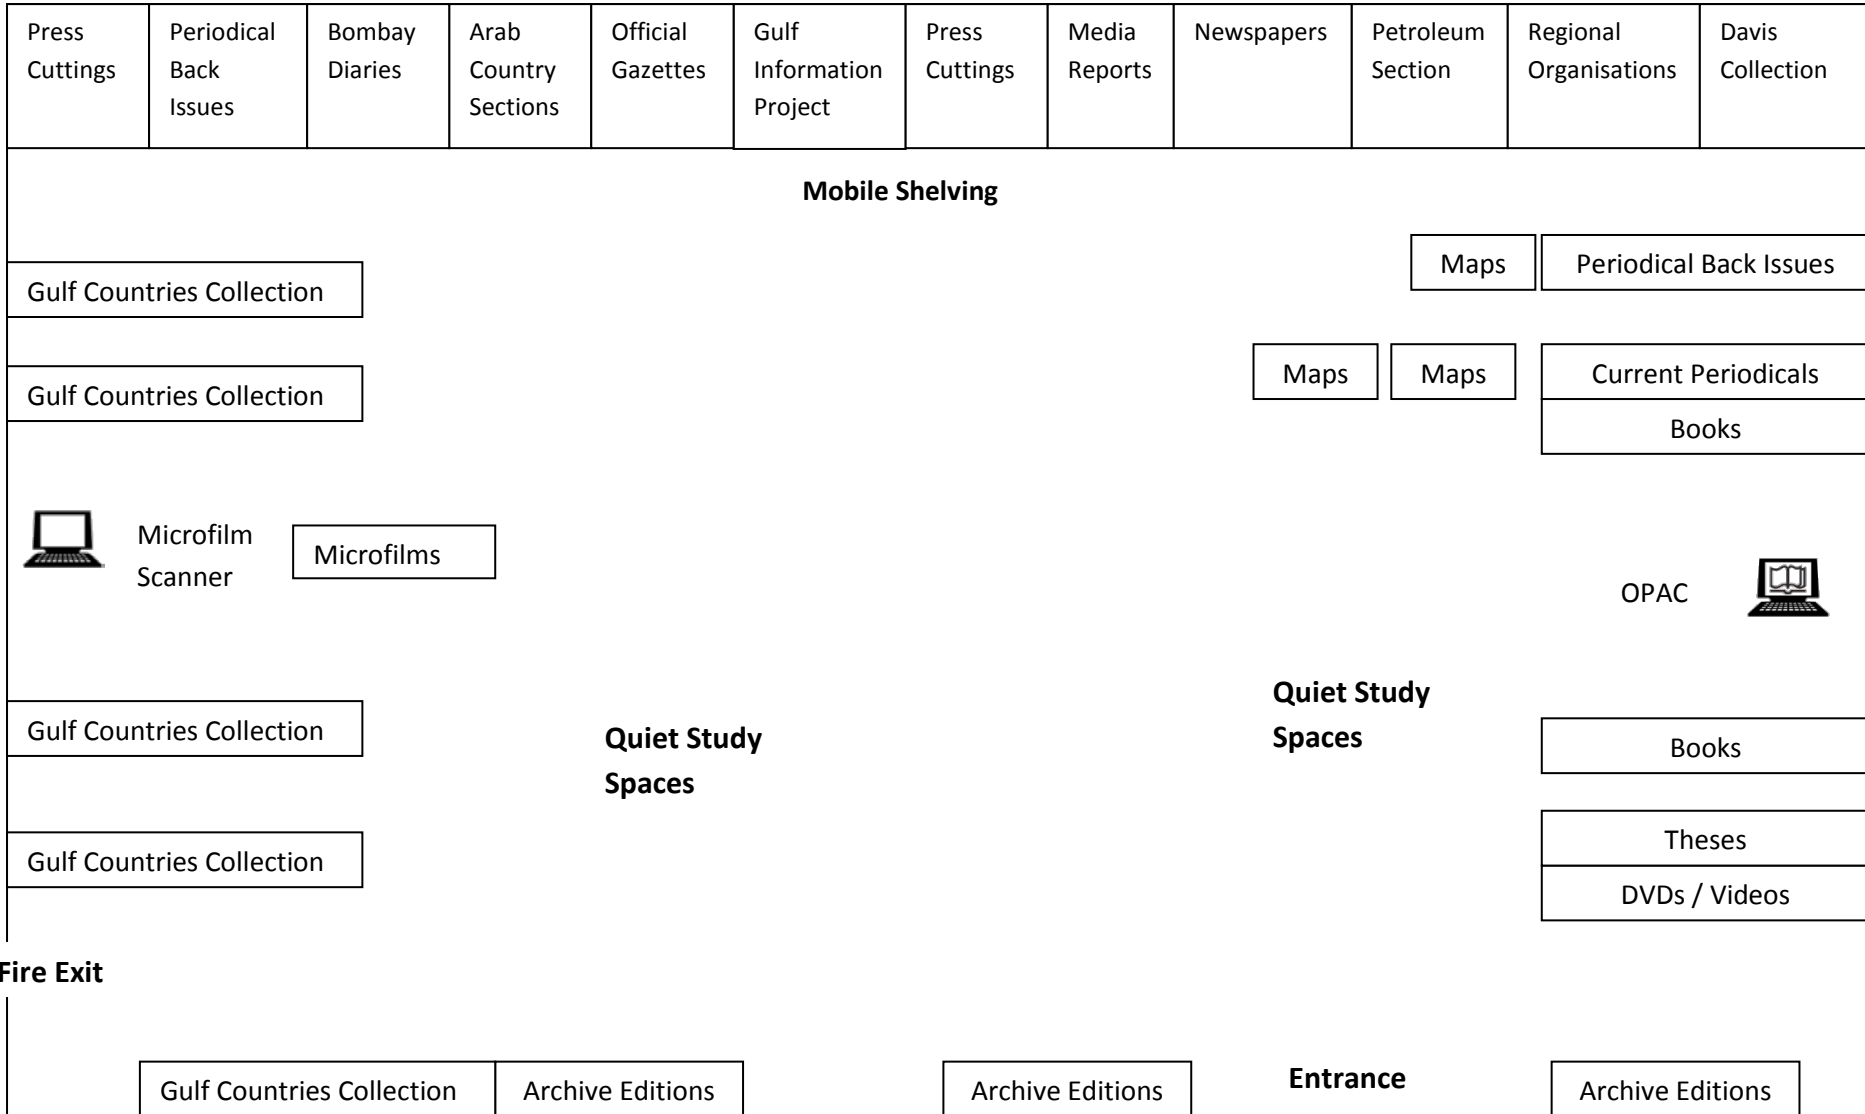 Press
Cuttings
Periodical
Back
Issues
Bombay
Diaries
Arab
Country
Sections
Official
Gazettes
Gulf
Information
Project
Press
Cuttings
Media
Reports
Newspapers
Petroleum
Section
Regional
Organisations
Davis
Collection
Mobile Shelving
Maps
Periodical Back Issues
Gulf Countries Collection
Maps
Maps
Current Periodicals
Gulf Countries Collection
Books
Microfilm
Scanner
Microfilms
OPAC
Quiet Study
Spaces
Gulf Countries Collection
Quiet Study
Spaces
Books
Gulf Countries Collection
Theses
DVDs / Videos
Fire Exit
Gulf Countries Collection
Archive Editions
Archive Editions
Entrance
Archive Editions